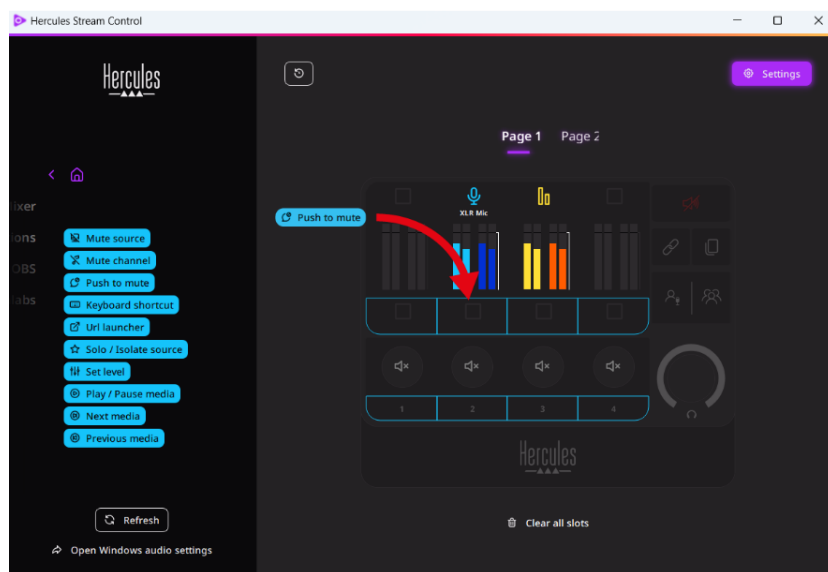 Hercules Stream Control
Hercules
Settings
Page 1 Page 2
ixer
ons
OBS
labs
Mute source
Mute channel
Push to mute
Keyboard shortcut
Url launcher
Solo / Isolate source
Set level
Play / Pause media
Next media
Previous media
Refresh
Open Windows audio settings
Push to mute
XLR Mic
1 2 3 4
Hercules
Clear all slots